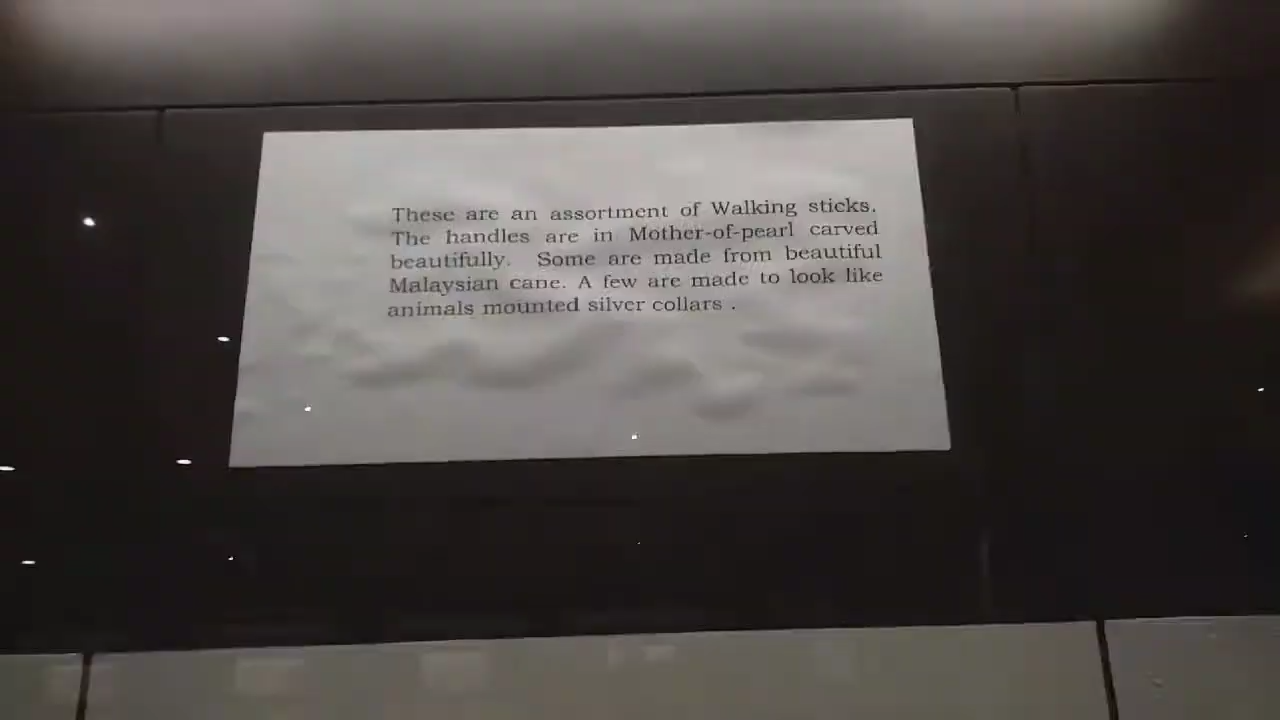 These are an assortment of Walking sticks.
The handles are in Mother-of-pearl carved
beautifully. Some are made from beautiful
Malaysian cane. A few are made to look like
animals mounted silver collars .